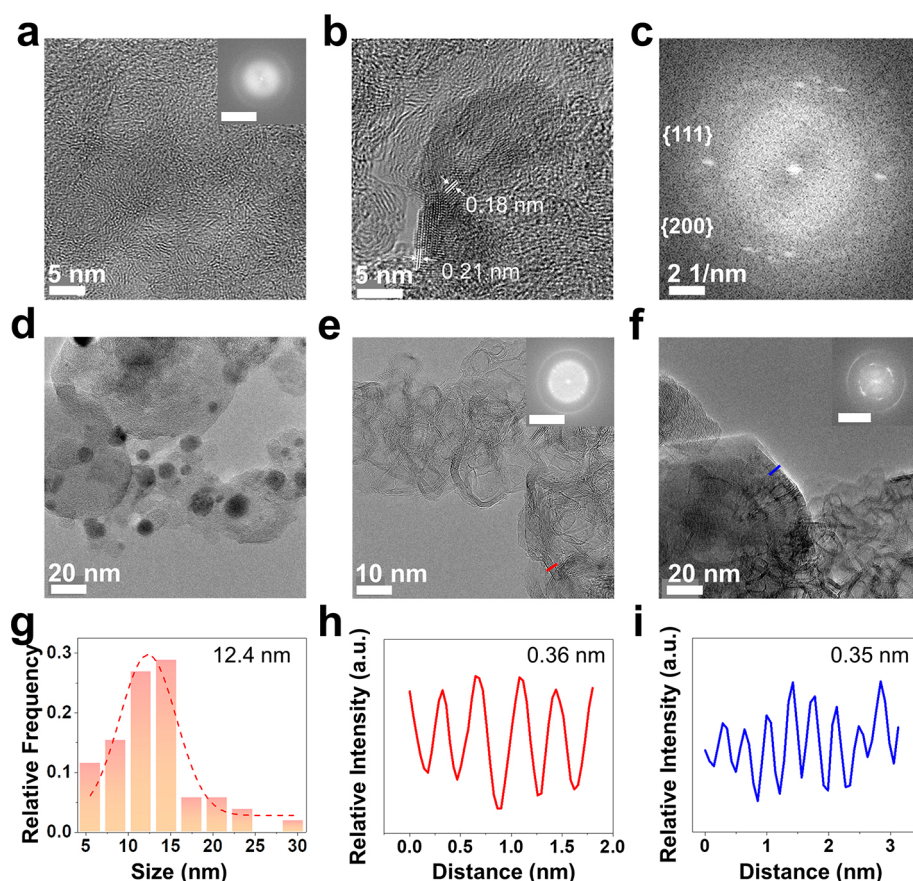 a
b
c
5 nm
0.18 nm
0.21 nm
5 nm
{111}
{200}
2 1/nm
d
e
f
20 nm
10 nm
20 nm
g
h
i
Relative Frequency
0.3
0.2
0.1
0.0
12.4 nm
5 10 15 20 25 30
Size (nm)
Relative Intensity (a.u.)
0.36 nm
0.0 0.5 1.0 1.5 2.0
Distance (nm)
Relative Intensity (a.u.)
0.35 nm
0 1 2 3
Distance (nm)